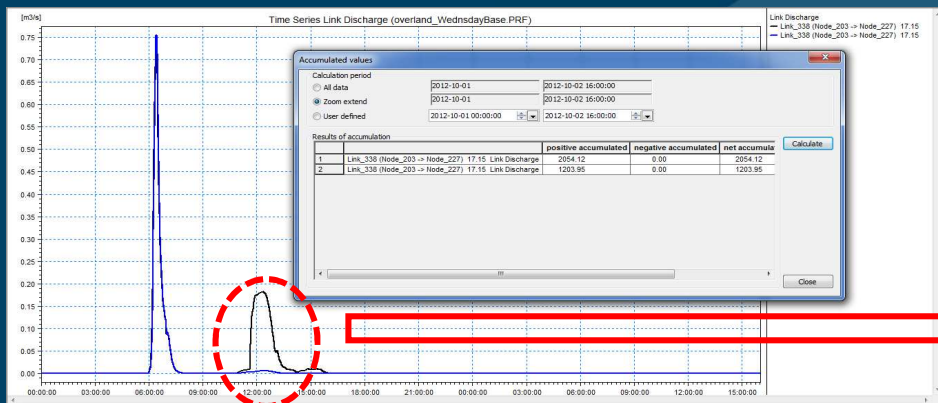 [m3/s]
Time Series Link Discharge (overland_WednsdayBase.PRF)
Link Discharge
Link_338 (Node_203 -> Node_227) 17.15
Link_338 (Node_203 -> Node_227) 17.15
0.75
0.70
0.65
0.60
0.55
0.50
0.45
0.40
0.35
0.30
0.25
0.20
0.15
0.10
0.05
0.00
Accumulated values
Calculation period
All data 2012-10-01 2012-10-02 16:00:00
Zoom extend 2012-10-01 2012-10-02 16:00:00
User defined 2012-10-01 00:00:00 2012-10-02 16:00:00
Results of accumulation
Calculate
positive accumulated negative accumulated net accumula
1 Link_338 (Node_203 -> Node_227) 17.15 Link Discharge 2054.12 0.00 2054.12
2 Link_338 (Node_203 -> Node_227) 17.15 Link Discharge 1203.95 0.00 1203.95
Close
00:00:00 03:00:00 06:00:00 09:00:00 12:00:00 15:00:00 18:00:00 21:00:00 00:00:00 03:00:00 06:00:00 09:00:00 12:00:00 15:00:00